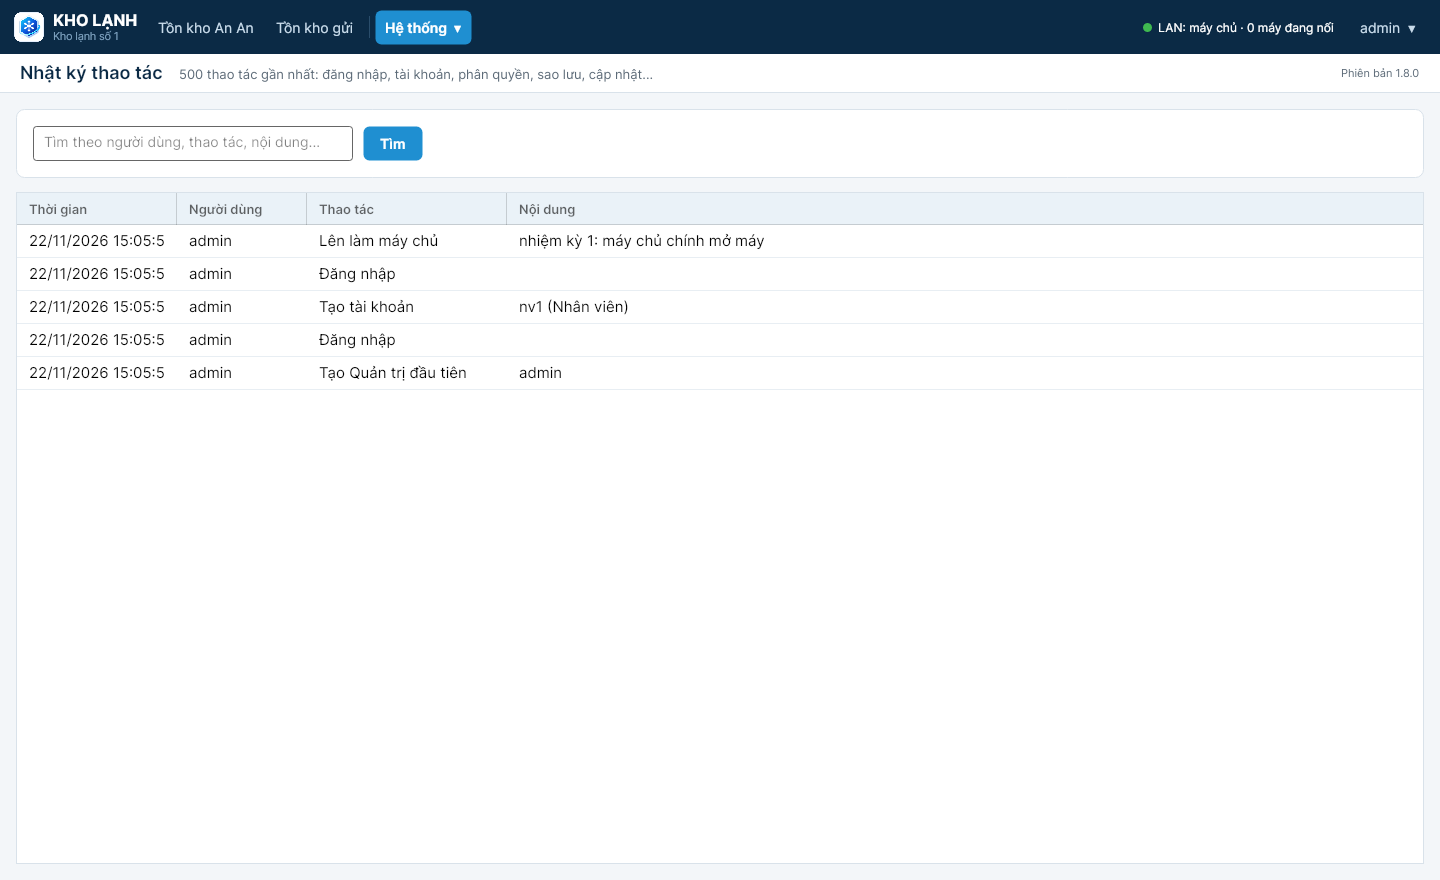 KHO LẠNH
Kho lạnh số 1
Tồn kho An An
Tồn kho gửi
Hệ thống ▾
LAN: máy chủ · 0 máy đang nối
admin ▾
Nhật ký thao tác
500 thao tác gần nhất: đăng nhập, tài khoản, phân quyền, sao lưu, cập nhật...
Phiên bản 1.8.0
Tìm theo người dùng, thao tác, nội dung...
Tìm
Thời gian Người dùng Thao tác Nội dung
22/11/2026 15:05:5 admin Lên làm máy chủ nhiệm kỳ 1: máy chủ chính mở máy
22/11/2026 15:05:5 admin Đăng nhập
22/11/2026 15:05:5 admin Tạo tài khoản nv1 (Nhân viên)
22/11/2026 15:05:5 admin Đăng nhập
22/11/2026 15:05:5 admin Tạo Quản trị đầu tiên admin